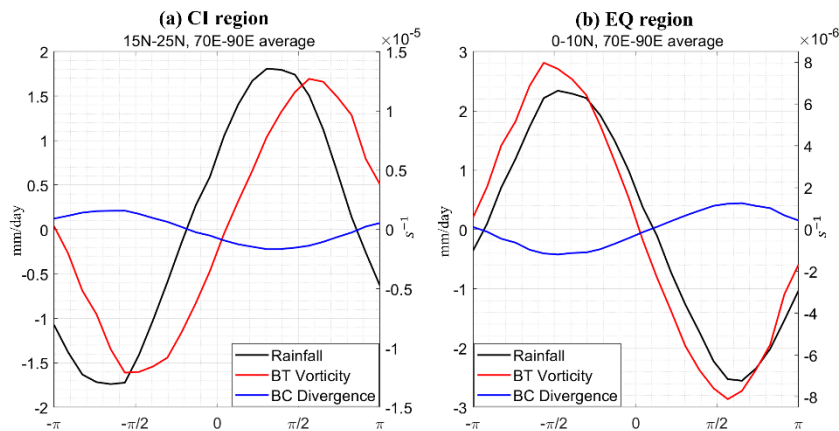 (a) CI region
15N-25N, 70E-90E average
×10⁻⁵
2
1.5
1
0.5
0
-0.5
-1
-1.5
-2
mm/day
1.5
1
0.5
0
-0.5
-1
-1.5
s⁻¹
Rainfall
BT Vorticity
BC Divergence
-π
-π/2
0
π/2
π
(b) EQ region
0-10N, 70E-90E average
×10⁻⁶
3
2
1
0
-1
-2
-3
mm/day
8
6
4
2
0
-2
-4
-6
-8
s⁻¹
Rainfall
BT Vorticity
BC Divergence
-π
-π/2
0
π/2
π